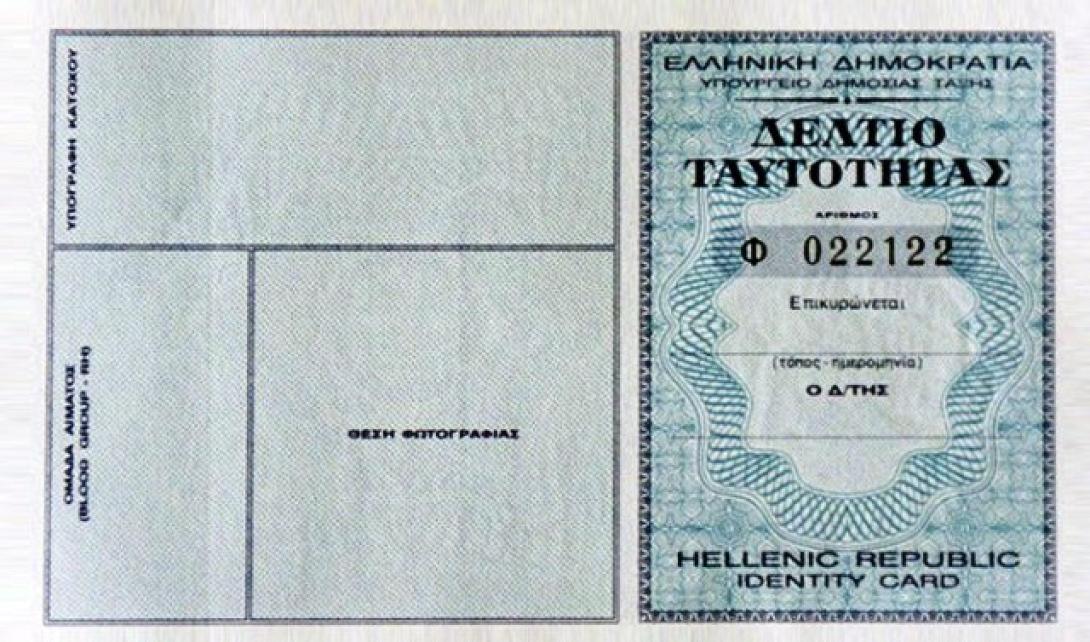 ΥΠΟΓΡΑΦΗ ΚΑΤΟΧΟΥ
ΟΜΑΔΑ ΑΙΜΑΤΟΣ
(BLOOD GROUP - RH)
ΘΕΣΗ ΦΩΤΟΓΡΑΦΙΑΣ
ΕΛΛΗΝΙΚΗ ΔΗΜΟΚΡΑΤΙΑ
ΥΠΟΥΡΓΕΙΟ ΔΗΜΟΣΙΑΣ ΤΑΞΗΣ
ΔΕΛΤΙΟ
ΤΑΥΤΟΤΗΤΑΣ
ΑΡΙΘΜΟΣ
Φ 022122
Επικυρώνεται
(τόπος - ημερομηνία)
Ο Δ/ΤΗΣ
HELLENIC REPUBLIC
IDENTITY CARD